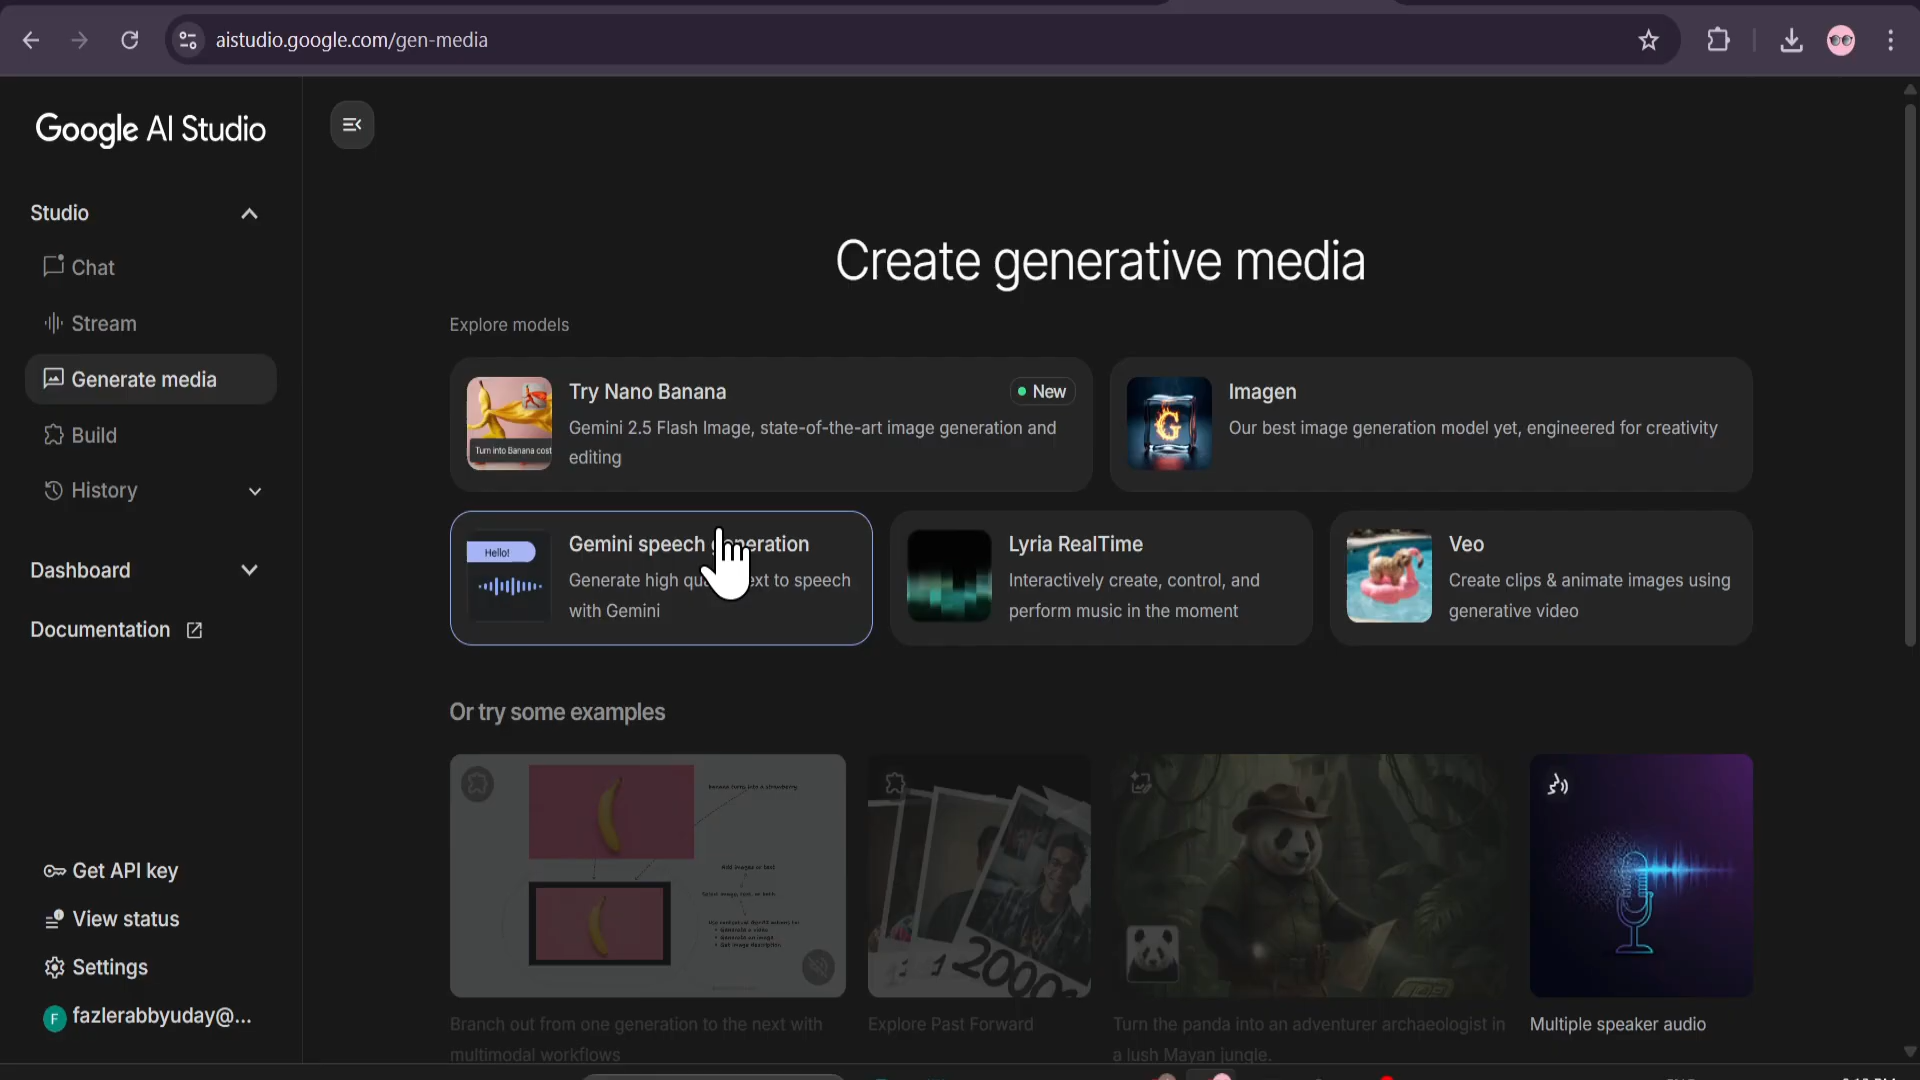 aistudio.google.com/gen-media
Google AI Studio
Studio
Chat
Stream
Generate media
Build
History
Dashboard
Documentation
Get API key
View status
Settings
F fazlerabbyuday@...
Create generative media
Explore models
Try Nano Banana
New
Gemini 2.5 Flash Image, state-of-the-art image generation and
editing
Turn into Banana cost
Imagen
Our best image generation model yet, engineered for creativity
G
Gemini speech generation
Generate high text to speech
with Gemini
Hello!
Lyria RealTime
Interactively create, control, and
perform music in the moment
Veo
Create clips & animate images using
generative video
Or try some examples
Branch out from one generation to the next with
multimodal workflows
2000
Explore Past Forward
Turn the panda into an adventurer archaeologist in
a lush Mayan jungle.
Multiple speaker audio